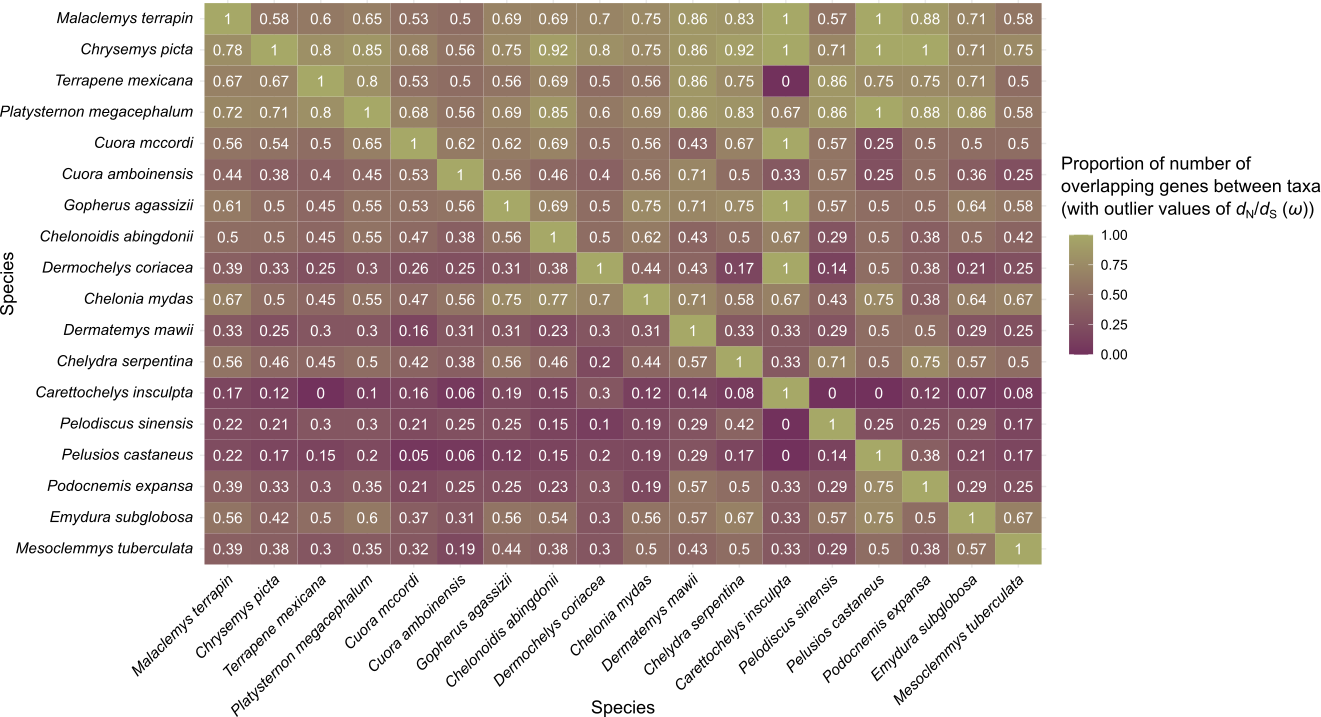 Malaclemys terrapin 1 0.58 0.6 0.65 0.53 0.5 0.69 0.69 0.7 0.75 0.86 0.83 1 0.57 1 0.88 0.71 0.58
Chrysemys picta 0.78 1 0.8 0.85 0.68 0.56 0.75 0.92 0.8 0.75 0.86 0.92 1 0.71 1 1 0.71 0.75
Terrapene mexicana 0.67 0.67 1 0.8 0.53 0.5 0.56 0.69 0.5 0.56 0.86 0.75 0 0.86 0.75 0.75 0.71 0.5
Platysternon megacephalum 0.72 0.71 0.8 1 0.68 0.56 0.69 0.85 0.6 0.69 0.86 0.83 0.67 0.86 1 0.88 0.86 0.58
Cuora mccordi 0.56 0.54 0.5 0.65 1 0.62 0.62 0.69 0.5 0.56 0.43 0.67 1 0.57 0.25 0.5 0.5 0.5
Cuora amboinensis 0.44 0.38 0.4 0.45 0.53 1 0.56 0.46 0.4 0.56 0.71 0.5 0.33 0.57 0.25 0.5 0.36 0.25
Gopherus agassizii 0.61 0.5 0.45 0.55 0.53 0.56 1 0.69 0.5 0.75 0.71 0.75 1 0.57 0.5 0.5 0.64 0.58
Chelonoidis abingdonii 0.5 0.5 0.45 0.55 0.47 0.38 0.56 1 0.5 0.62 0.43 0.5 0.67 0.29 0.5 0.38 0.5 0.42
Dermochelys coriacea 0.39 0.33 0.25 0.3 0.26 0.25 0.31 0.38 1 0.44 0.43 0.17 1 0.14 0.5 0.38 0.21 0.25
Chelonia mydas 0.67 0.5 0.45 0.55 0.47 0.56 0.75 0.77 0.7 1 0.71 0.58 0.67 0.43 0.75 0.38 0.64 0.67
Dermatemys mawii 0.33 0.25 0.3 0.3 0.16 0.31 0.31 0.23 0.3 0.31 1 0.33 0.33 0.29 0.5 0.5 0.29 0.25
Chelydra serpentina 0.56 0.46 0.45 0.5 0.42 0.38 0.56 0.46 0.2 0.44 0.57 1 0.33 0.71 0.5 0.75 0.57 0.5
Carettochelys insculpta 0.17 0.12 0 0.1 0.16 0.06 0.19 0.15 0.3 0.12 0.14 0.08 1 0 0 0.12 0.07 0.08
Pelodiscus sinensis 0.22 0.21 0.3 0.3 0.21 0.25 0.25 0.15 0.1 0.19 0.29 0.42 0 1 0.25 0.25 0.29 0.17
Pelusios castaneus 0.22 0.17 0.15 0.2 0.05 0.06 0.12 0.15 0.2 0.19 0.29 0.17 0 0.14 1 0.38 0.21 0.17
Podocnemis expansa 0.39 0.33 0.3 0.35 0.21 0.25 0.25 0.23 0.3 0.19 0.57 0.5 0.33 0.29 0.75 1 0.29 0.25
Emydura subglobosa 0.56 0.42 0.5 0.6 0.37 0.31 0.56 0.54 0.3 0.56 0.57 0.67 0.33 0.57 0.75 0.5 1 0.67
Mesoclemmys tuberculata 0.39 0.38 0.3 0.35 0.32 0.19 0.44 0.38 0.3 0.5 0.43 0.5 0.33 0.29 0.5 0.38 0.57 1
Species
Malaclemys terrapin
Chrysemys picta
Terrapene mexicana
Platysternon megacephalum
Cuora mccordi
Cuora amboinensis
Gopherus agassizii
Chelonoidis abingdonii
Dermochelys coriacea
Chelonia mydas
Dermatemys mawii
Chelydra serpentina
Carettochelys insculpta
Pelodiscus sinensis
Pelusios castaneus
Podocnemis expansa
Emydura subglobosa
Mesoclemmys tuberculata
Species
Proportion of number of
overlapping genes between taxa
(with outlier values of dN/dS (ω))
1.00
0.75
0.50
0.25
0.00